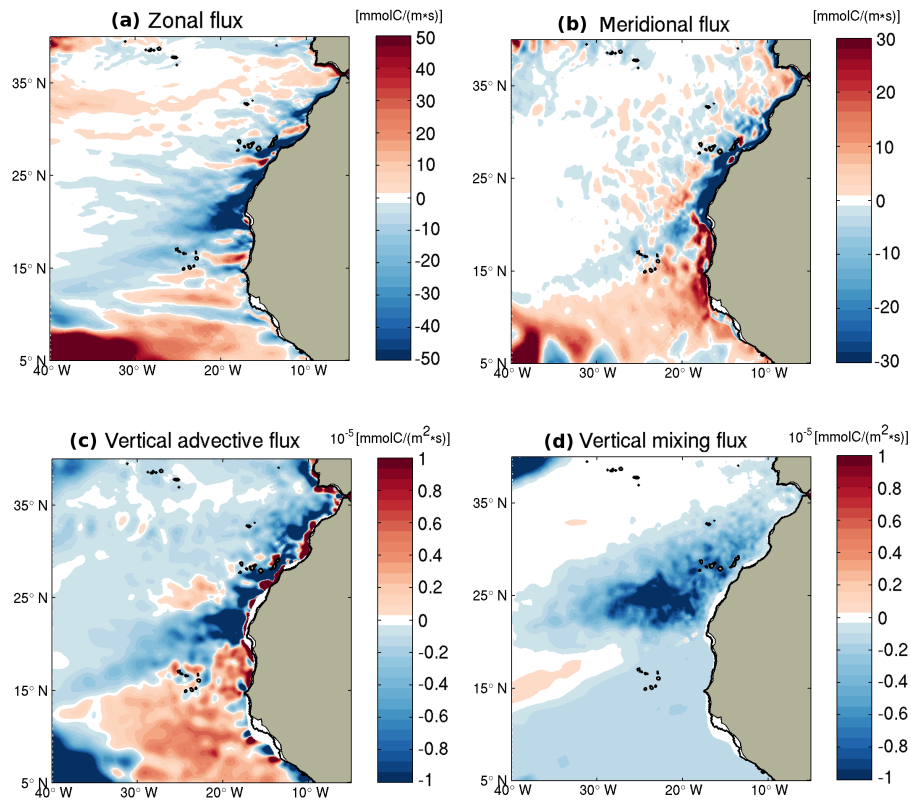 (a) Zonal flux [mmolC/(m*s)]
35° N
25° N
15° N
5° N
40° W 30° W 20° W 10° W
50
40
30
20
10
0
-10
-20
-30
-40
-50
(b) Meridional flux [mmolC/(m*s)]
35° N
25° N
15° N
5° N
40° W 30° W 20° W 10° W
30
20
10
0
-10
-20
-30
(c) Vertical advective flux 10^-5 [mmolC/(m^2*s)]
35° N
25° N
15° N
5° N
40° W 30° W 20° W 10° W
1
0.8
0.6
0.4
0.2
0
-0.2
-0.4
-0.6
-0.8
-1
(d) Vertical mixing flux 10^-5 [mmolC/(m^2*s)]
35° N
25° N
15° N
5° N
40° W 30° W 20° W 10° W
1
0.8
0.6
0.4
0.2
0
-0.2
-0.4
-0.6
-0.8
-1